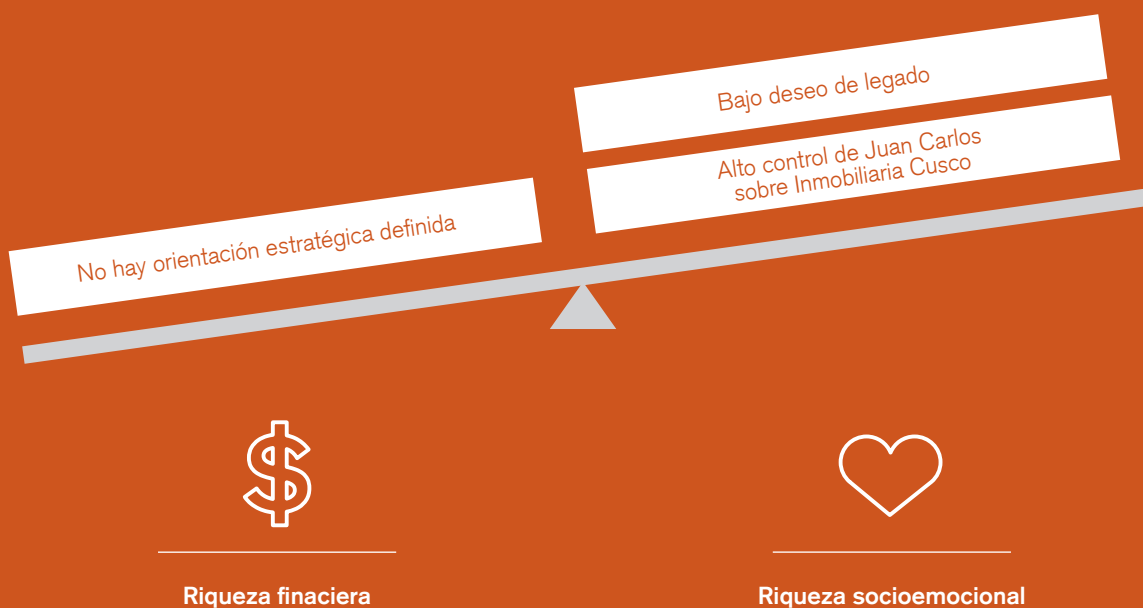 Bajo deseo de legado
Alto control de Juan Carlos
sobre Inmobiliaria Cusco
No hay orientación estratégica definida
Riqueza finaciera
Riqueza socioemocional